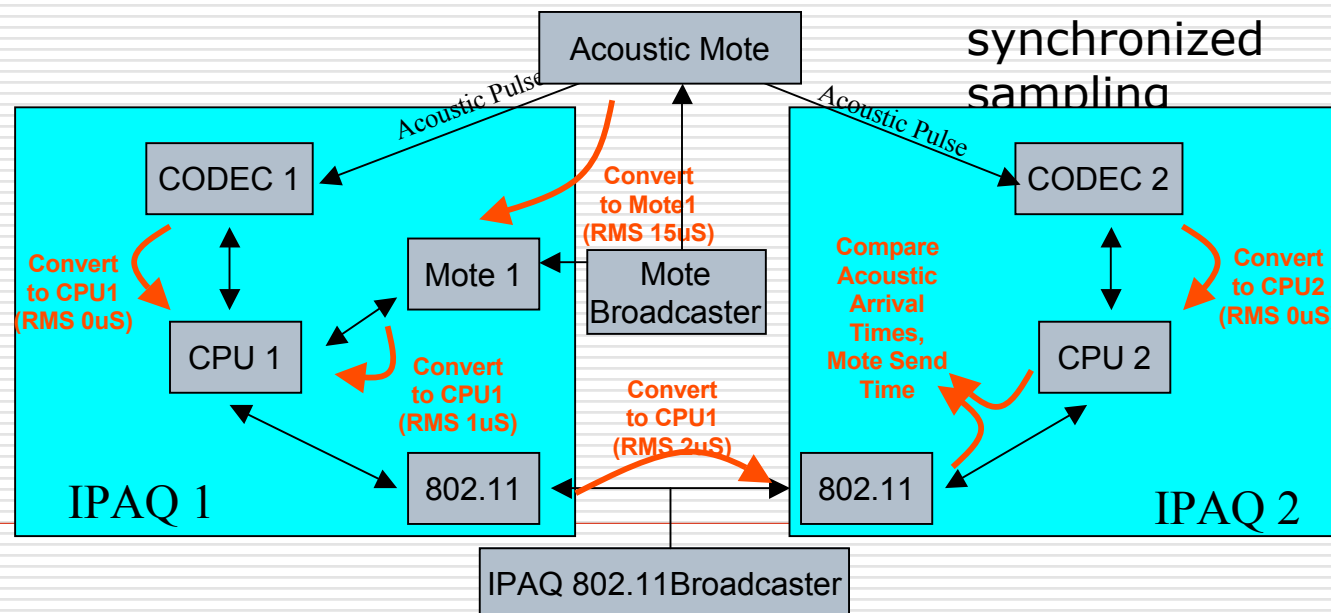 synchronized
sampling
Acoustic Mote
Acoustic Pulse
Acoustic Pulse
CODEC 1
Convert
to Mote1
(RMS 15uS)
CODEC 2
Convert
to CPU1
(RMS 0uS)
Mote 1
Mote
Broadcaster
Compare
Acoustic
Arrival
Times,
Mote Send
Time
Convert
to CPU2
(RMS 0uS
CPU 1
Convert
to CPU1
(RMS 1uS)
Convert
to CPU1
(RMS 2uS)
CPU 2
802.11
802.11
IPAQ 1
IPAQ 2
IPAQ 802.11Broadcaster